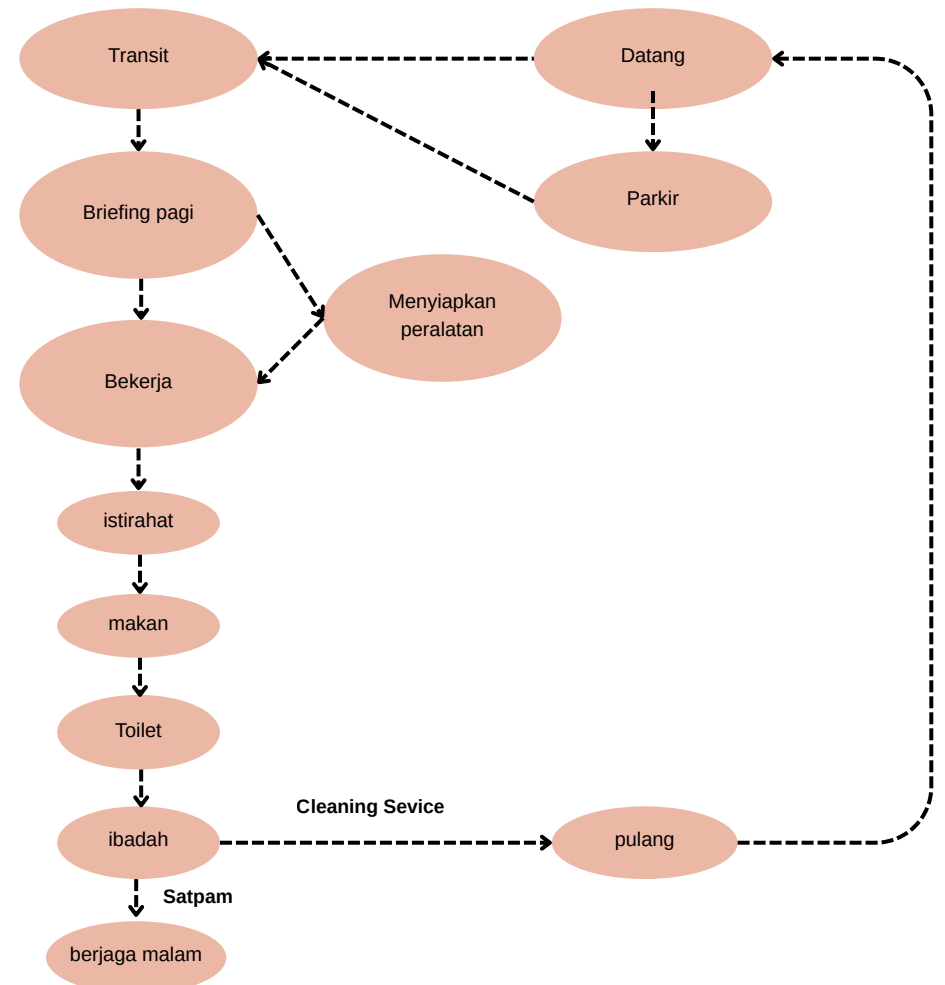 Transit
Datang
Parkir
Briefing pagi
Menyiapkan
peralatan
Bekerja
istirahat
makan
Toilet
Cleaning Sevice
ibadah
pulang
Satpam
berjaga malam